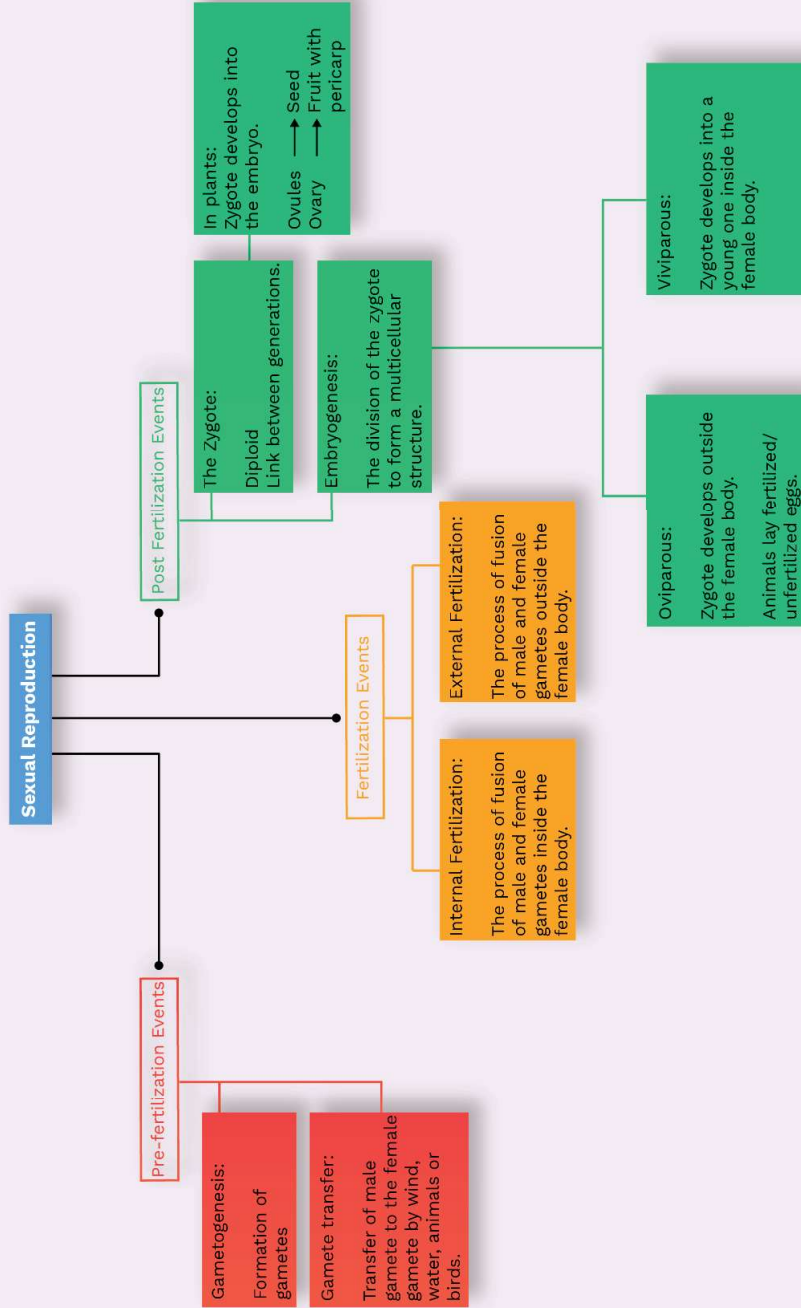 Sexual Reproduction
Pre-fertilization Events
Gametogenesis:
Formation of
gametes
Gamete transfer:
Transfer of male
gamete to the female
gamete by wind,
water, animals or
birds.
Fertilization Events
Internal Fertilization:
The process of fusion
of male and female
gametes inside the
female body.
External Fertilization:
The process of fusion
of male and female
gametes outside the
female body.
Post Fertilization Events
The Zygote:
Diploid
Link between generations.
In plants:
Zygote develops into
the embryo.
Ovules → Seed
Ovary → Fruit with
pericarp
Embryogenesis:
The division of the zygote
to form a multicellular
structure.
Oviparous:
Zygote develops outside
the female body.
Animals lay fertilized/
unfertilized eggs.
Viviparous:
Zygote develops into a
young one inside the
female body.